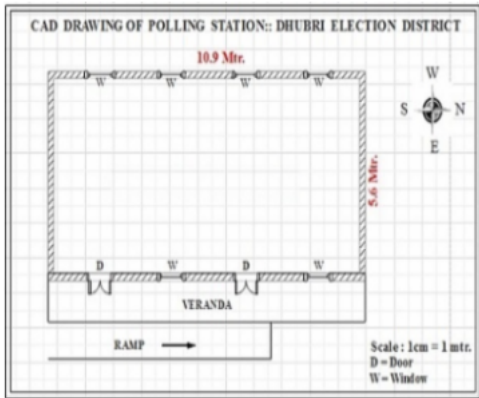 CAD DRAWING OF POLLING STATION:: DHUBRI ELECTION DISTRICT
10.9 Mtr.
W W W W
W
S N
E
5.6 Mtr.
D W D W
VERANDA
RAMP
Scale : 1cm = 1 mtr.
D = Door
W = Window